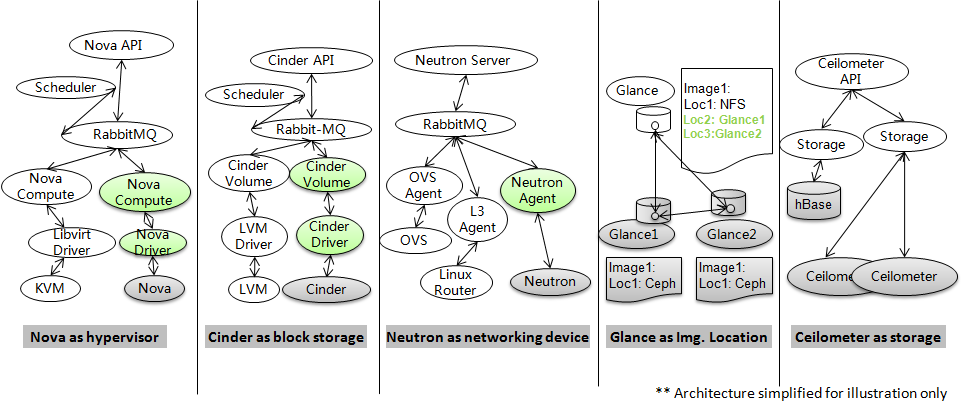 Nova API
Scheduler
RabbitMQ
Nova
Compute
Nova
Compute
Libvirt
Driver
Nova
Driver
KVM
Nova
Nova as hypervisor
Cinder API
Scheduler
Rabbit-MQ
Cinder
Volume
Cinder
Volume
LVM
Driver
Cinder
Driver
LVM
Cinder
Cinder as block storage
Neutron Server
RabbitMQ
OVS
Agent
Neutron
Agent
L3
Agent
OVS
Linux
Router
Neutron
Neutron as networking device
Glance
Image1:
Loc1: NFS
Loc2: Glance1
Loc3:Glance2
Glance1
Glance2
Image1:
Loc1: Ceph
Image1:
Loc1: Ceph
Glance as Img. Location
Ceilometer
API
Storage
Storage
hBase
Ceilome
Ceilometer
Ceilometer as storage
** Architecture simplified for illustration only